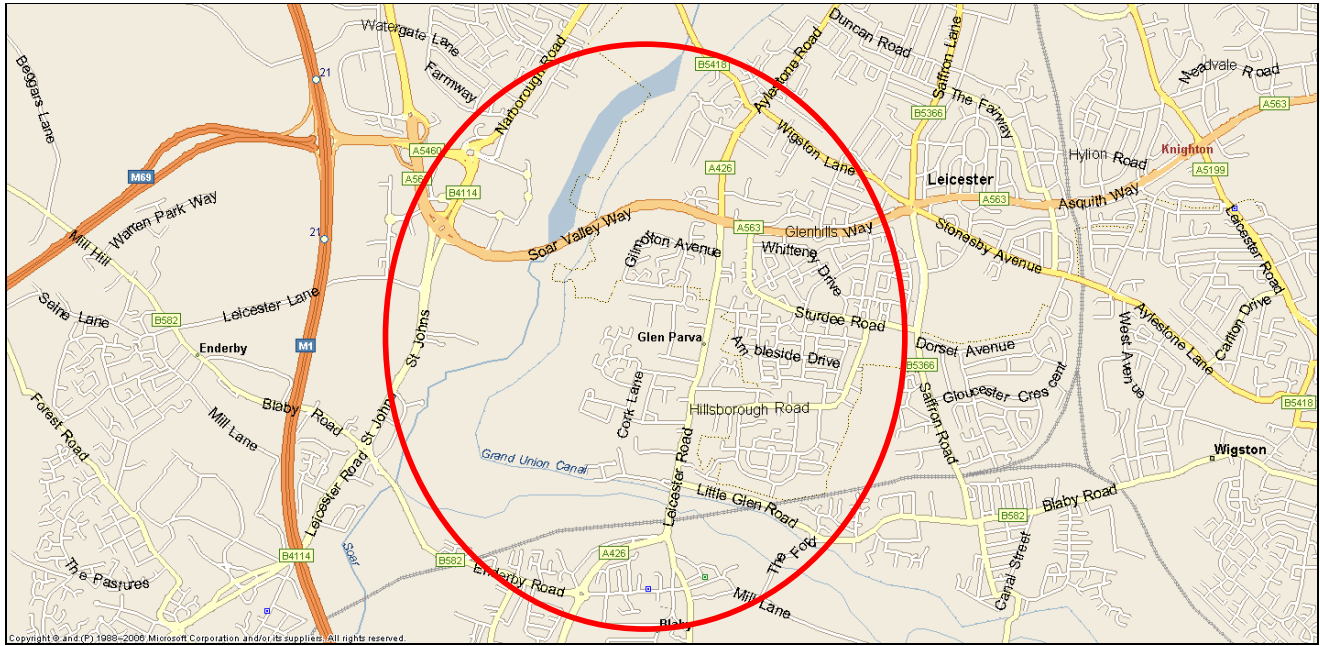 Watergate Lane
Duncan Road
Saffron Lane
Beggars Lane
Farmway
Narborough Road
B5418
Aylestone Road
Meadvale Road
21
The Fairway
A563
B5366
Wigston Lane
A5460
Hylion Road
Knighton
M69
A426
A5199
B4114
Leicester
Warren Park Way
Asquith Way
A563
Soar Valley Way
Leicester Road
Mill Hill
21
A563
Glenhills Way
Stonesby Avenue
Whittene
y Drive
ston Avenue
Gilmor
Seine Lane
Leicester Lane
B582
St Johns
Sturdee Road
Aylestone Lane
Carlton Drive
West Avenue
Enderby
M1
Glen Parva
Am
bleside Drive
Dorset Avenue
B5366
Gloucester Cres
cent
Forest Road
Blaby
Road
Mill Lane
St Johns
Cork Lane
Hillsborough Road
B5418
Saffron Road
Wigston
Grand Union Canal
Leicester Road
Leicester Road
Little Glen Road
Blaby Road
B582
Soar
The Ford
B4114
B582
A426
The Pastures
Enderby Road
Mill Lane
Canal Street
Blaby
Copyright © and (P) 1988–2006 Microsoft Corporation and/or its suppliers. All rights reserved.